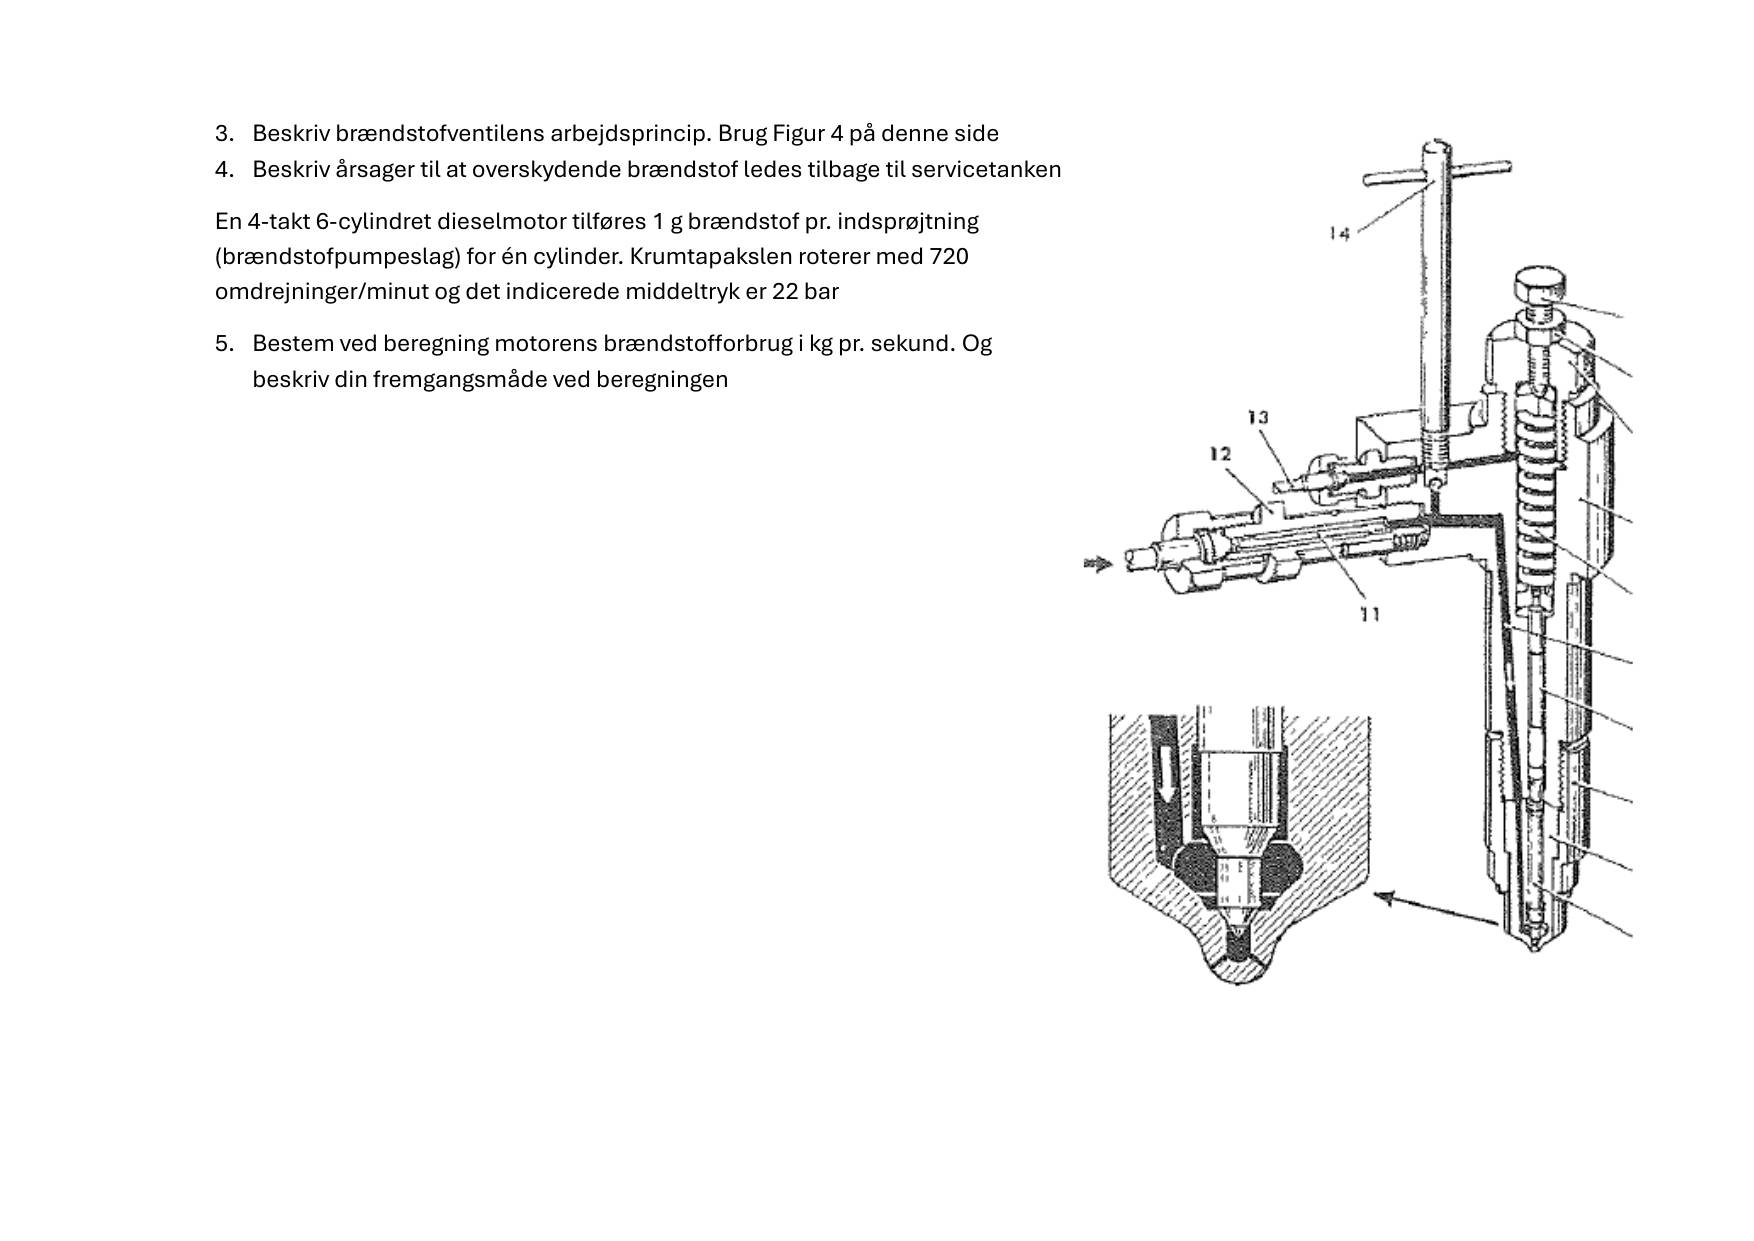 3. Beskriv brændstofventilens arbejdsprincip. Brug Figur 4 på denne side
4. Beskriv årsager til at overskydende brændstof ledes tilbage til servicetanken
En 4-takt 6-cylindret dieselmotor tilføres 1 g brændstof pr. indsprøjtning
(brændstofpumpeslag) for én cylinder. Krumtapakslen roterer med 720
omdrejninger/minut og det indicerede middeltryk er 22 bar
5. Bestem ved beregning motorens brændstofforbrug i kg pr. sekund. Og
beskriv din fremgangsmåde ved beregningen
14
13
12
11